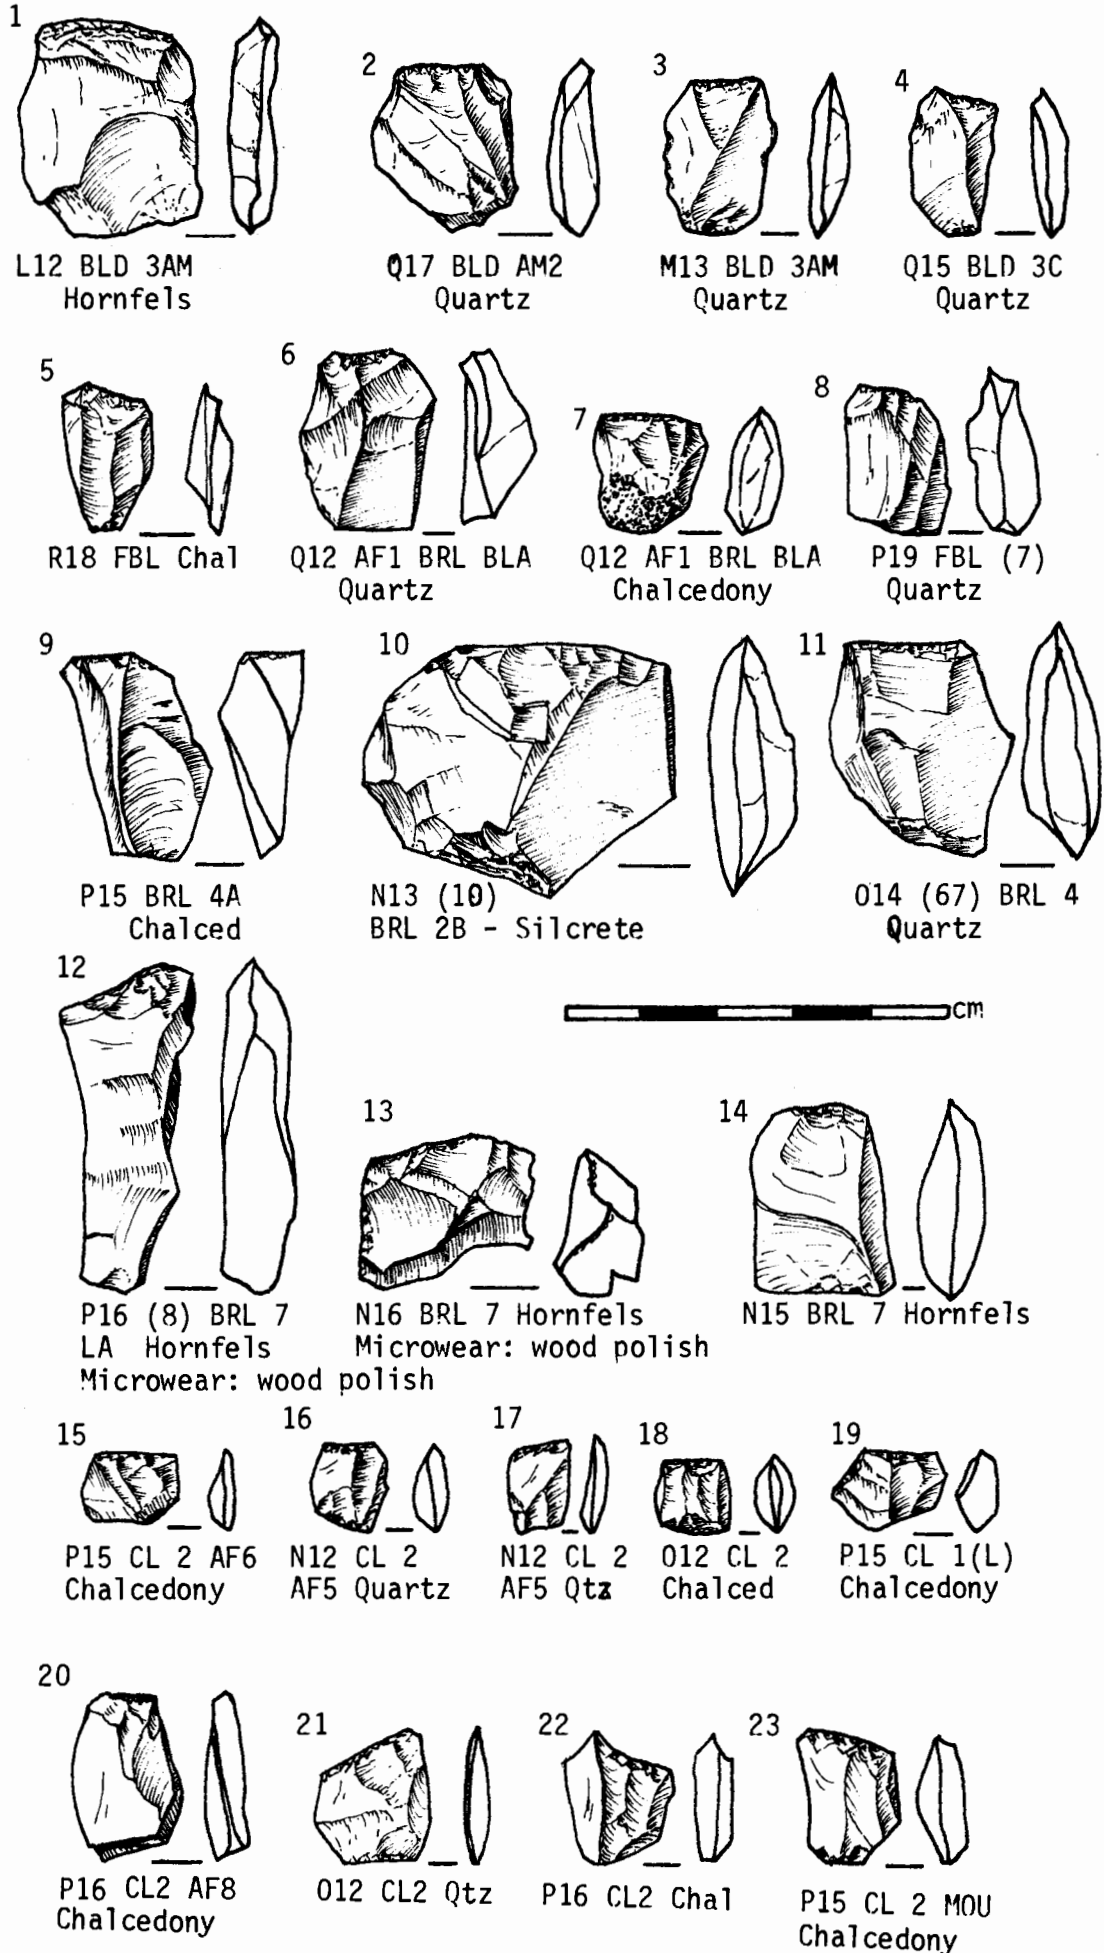 1
L12 BLD 3AM
Hornfels
2
Q17 BLD AM2
Quartz
3
M13 BLD 3AM
Quartz
4
Q15 BLD 3C
Quartz
5
R18 FBL Chal
6
Q12 AF1 BRL BLA
Quartz
7
Q12 AF1 BRL BLA
Chalcedony
8
P19 FBL (7)
Quartz
9
P15 BRL 4A
Chalced
10
N13 (10)
BRL 2B - Silcrete
11
O14 (67) BRL 4
Quartz
cm
12
P16 (8) BRL 7
LA Hornfels
Microwear: wood polish
13
N16 BRL 7 Hornfels
Microwear: wood polish
14
N15 BRL 7 Hornfels
15
P15 CL 2 AF6
Chalcedony
16
N12 CL 2
AF5 Quartz
17
N12 CL 2
AF5 Qtz
18
O12 CL 2
Chalced
19
P15 CL 1(L)
Chalcedony
20
P16 CL2 AF8
Chalcedony
21
O12 CL2 Qtz
22
P16 CL2 Chal
23
P15 CL 2 MOU
Chalcedony